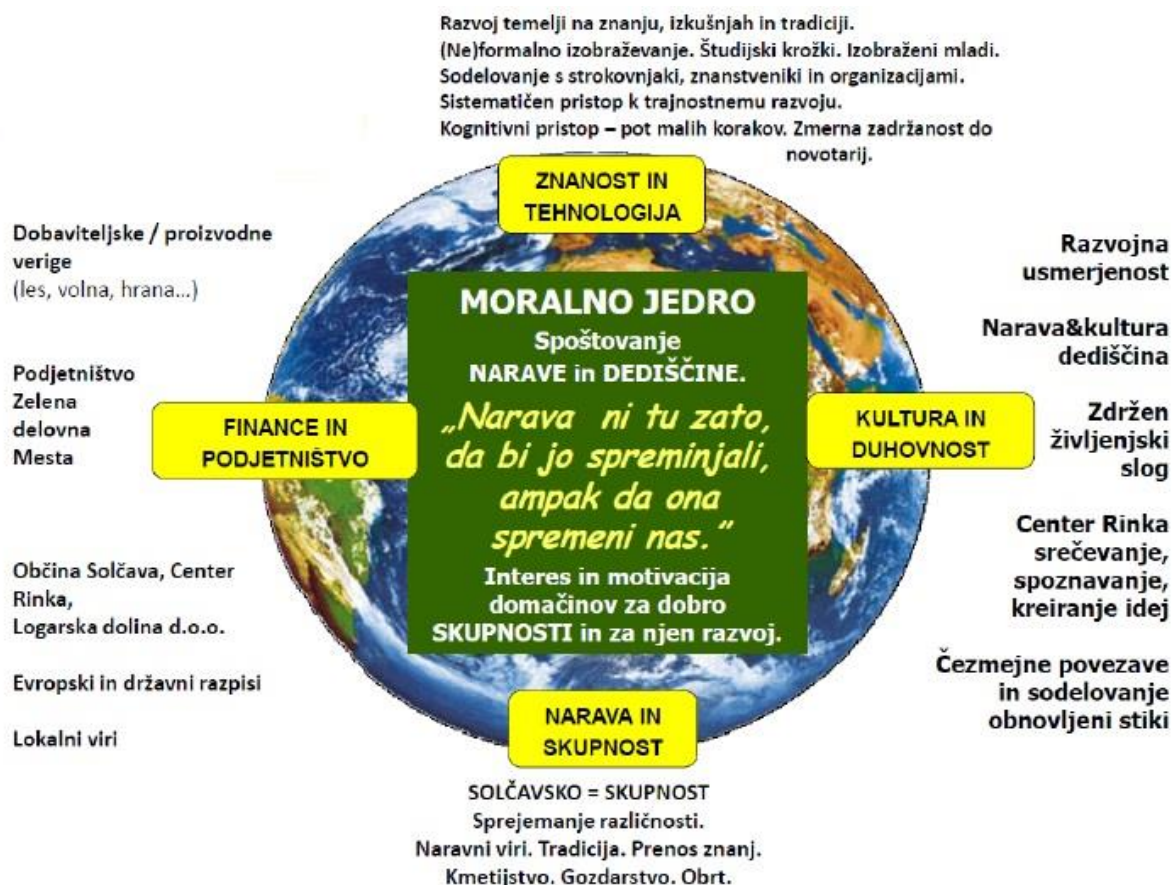 Razvoj temelji na znanju, izkušnjah in tradiciji.
(Ne)formalno izobraževanje. Študijski krožki. Izobraženi mladi.
Sodelovanje s strokovnjaki, znanstveniki in organizacijami.
Sistematičen pristop k trajnostnemu razvoju.
Kognitivni pristop – pot malih korakov. Zmerna zadržanost do
novotarij.
ZNANOST IN
TEHNOLOGIJA
Dobaviteljske / proizvodne
verige
(les, volna, hrana...)
Podjetništvo
Zelena
delovna
Mesta
FINANCE IN
PODJETNIŠTVO
Občina Solčava, Center
Rinka,
Logarska dolina d.o.o.
Evropski in državni razpisi
Lokalni viri
MORALNO JEDRO
Spoštovanje
NARAVE in DEDIŠČINE.
„Narava ni tu zato,
da bi jo spreminjali,
ampak da ona
spremeni nas.”
Interes in motivacija
domačinov za dobro
SKUPNOSTI in za njen razvoj.
KULTURA IN
DUHOVNOST
Razvojna
usmerjenost
Narava&kultura
dediščina
Zdržen
življenjski
slog
Center Rinka
srečevanje,
spoznavanje,
kreiranje idej
Čezmejne povezave
in sodelovanje
obnovljeni stiki
NARAVA IN
SKUPNOST
SOLČAVSKO = SKUPNOST
Sprejemanje različnosti.
Naravni viri. Tradicija. Prenos znanj.
Kmetijstvo. Gozdarstvo. Obrt.